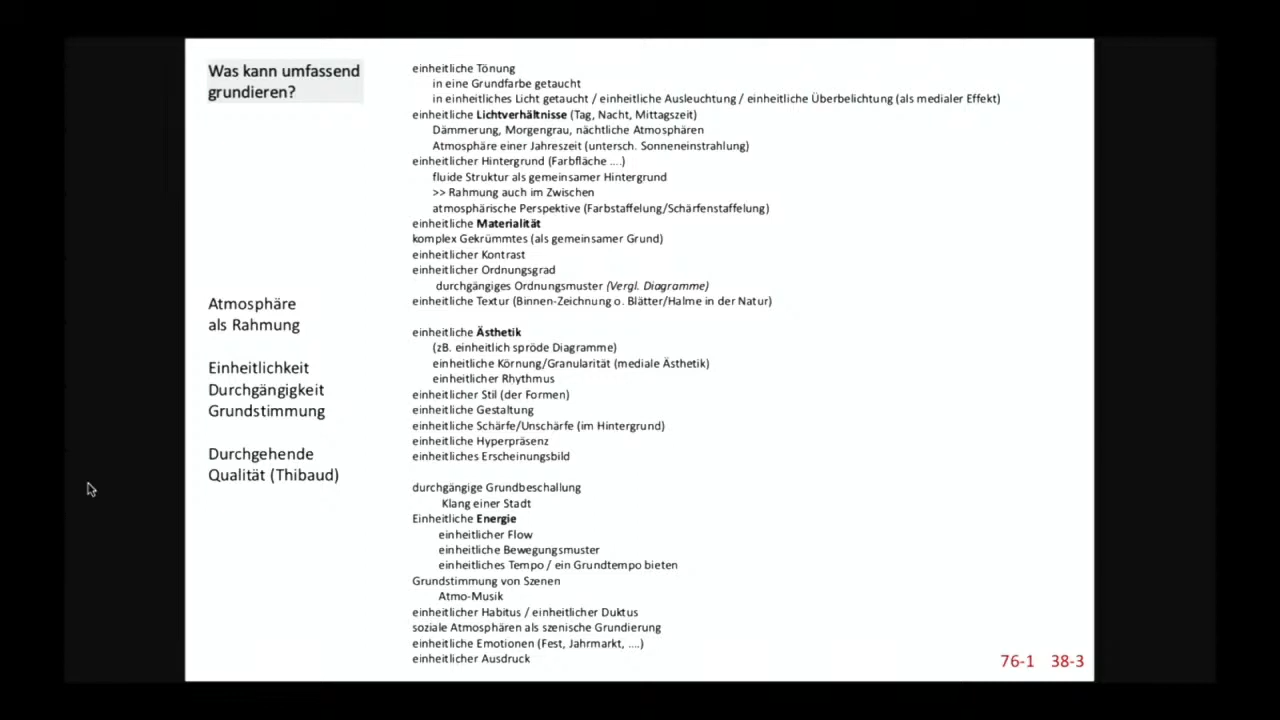 Was kann umfassend
grundieren?
Atmosphäre
als Rahmung
Einheitlichkeit
Durchgängigkeit
Grundstimmung
Durchgehende
Qualität (Thibaud)
einheitliche Tönung
in eine Grundfarbe getaucht
in einheitliches Licht getaucht / einheitliche Ausleuchtung / einheitliche Überbelichtung (als medialer Effekt)
einheitliche Lichtverhältnisse (Tag, Nacht, Mittagszeit)
Dämmerung, Morgengrau, nächtliche Atmosphären
Atmosphäre einer Jahreszeit (untersch. Sonneneinstrahlung)
einheitlicher Hintergrund (Farbfläche ....)
fluide Struktur als gemeinsamer Hintergrund
>> Rahmung auch im Zwischen
atmosphärische Perspektive (Farbstaffelung/Schärfenstaffelung)
einheitliche Materialität
komplex Gekrümmtes (als gemeinsamer Grund)
einheitlicher Kontrast
einheitlicher Ordnungsgrad
durchgängiges Ordnungsmuster (Vergl. Diagramme)
einheitliche Textur (Binnen-Zeichnung o. Blätter/Halme in der Natur)
einheitliche Ästhetik
(zB. einheitlich spröde Diagramme)
einheitliche Körnung/Granularität (mediale Ästhetik)
einheitlicher Rhythmus
einheitlicher Stil (der Formen)
einheitliche Gestaltung
einheitliche Schärfe/Unschärfe (im Hintergrund)
einheitliche Hyperpräsenz
einheitliches Erscheinungsbild
durchgängige Grundbeschallung
Klang einer Stadt
Einheitliche Energie
einheitlicher Flow
einheitliche Bewegungsmuster
einheitliches Tempo / ein Grundtempo bieten
Grundstimmung von Szenen
Atmo-Musik
einheitlicher Habitus / einheitlicher Duktus
soziale Atmosphären als szenische Grundierung
einheitliche Emotionen (Fest, Jahrmarkt, ....)
einheitlicher Ausdruck
76-1 38-3